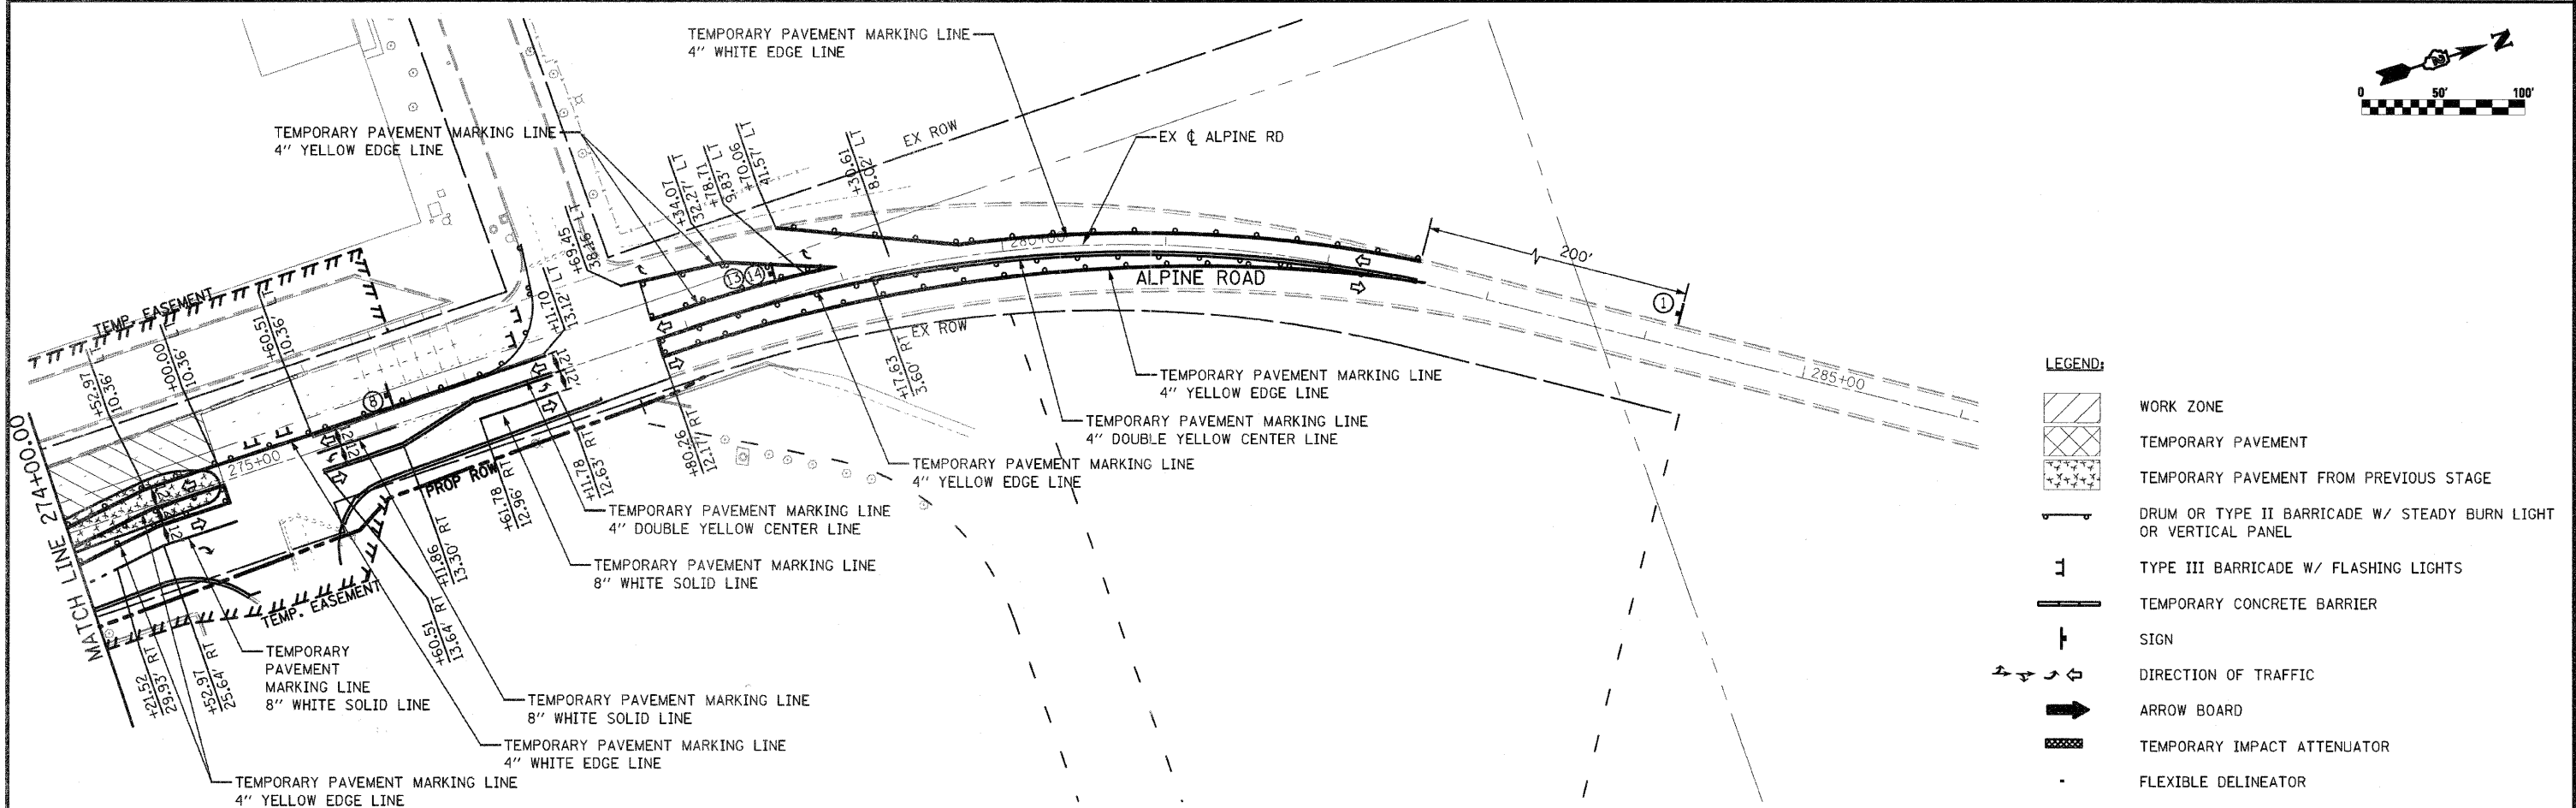 TEMPORARY PAVEMENT MARKING LINE
4" WHITE EDGE LINE
N
0 50' 100'
TEMPORARY PAVEMENT MARKING LINE
4" YELLOW EDGE LINE
EX ROW
EX ℄ ALPINE RD
+34.07
32.27' LT
+78.71
9.83' LT
+70.06
41.57' LT
+30.61
8.02' LT
+69.45
38.16' LT
13 14
280+00
ALPINE ROAD
200'
1
285+00
EX ROW
TEMP. EASEMENT
+52.97
10.36'
+00.00
10.36'
+60.51
10.36'
+11.70
13.12' LT
12'
12'
8
12'
12'
275+00
12'
12'
MATCH LINE 274+00.00
PROP ROW
TEMP. EASEMENT
+17.63
3.60' RT
+80.26
12.17' RT
+11.78
12.63' RT
+61.78
12.96' RT
+11.86
13.30' RT
+60.51
13.64' RT
+21.52
29.93' RT
+52.97
25.64' RT
TEMPORARY PAVEMENT MARKING LINE
4" YELLOW EDGE LINE
TEMPORARY PAVEMENT MARKING LINE
4" DOUBLE YELLOW CENTER LINE
TEMPORARY PAVEMENT MARKING LINE
4" YELLOW EDGE LINE
TEMPORARY PAVEMENT MARKING LINE
4" DOUBLE YELLOW CENTER LINE
TEMPORARY PAVEMENT MARKING LINE
8" WHITE SOLID LINE
TEMPORARY
PAVEMENT
MARKING LINE
8" WHITE SOLID LINE
TEMPORARY PAVEMENT MARKING LINE
8" WHITE SOLID LINE
TEMPORARY PAVEMENT MARKING LINE
4" WHITE EDGE LINE
TEMPORARY PAVEMENT MARKING LINE
4" YELLOW EDGE LINE
LEGEND:
WORK ZONE
TEMPORARY PAVEMENT
TEMPORARY PAVEMENT FROM PREVIOUS STAGE
DRUM OR TYPE II BARRICADE W/ STEADY BURN LIGHT
OR VERTICAL PANEL
TYPE III BARRICADE W/ FLASHING LIGHTS
TEMPORARY CONCRETE BARRIER
SIGN
DIRECTION OF TRAFFIC
ARROW BOARD
TEMPORARY IMPACT ATTENUATOR
FLEXIBLE DELINEATOR